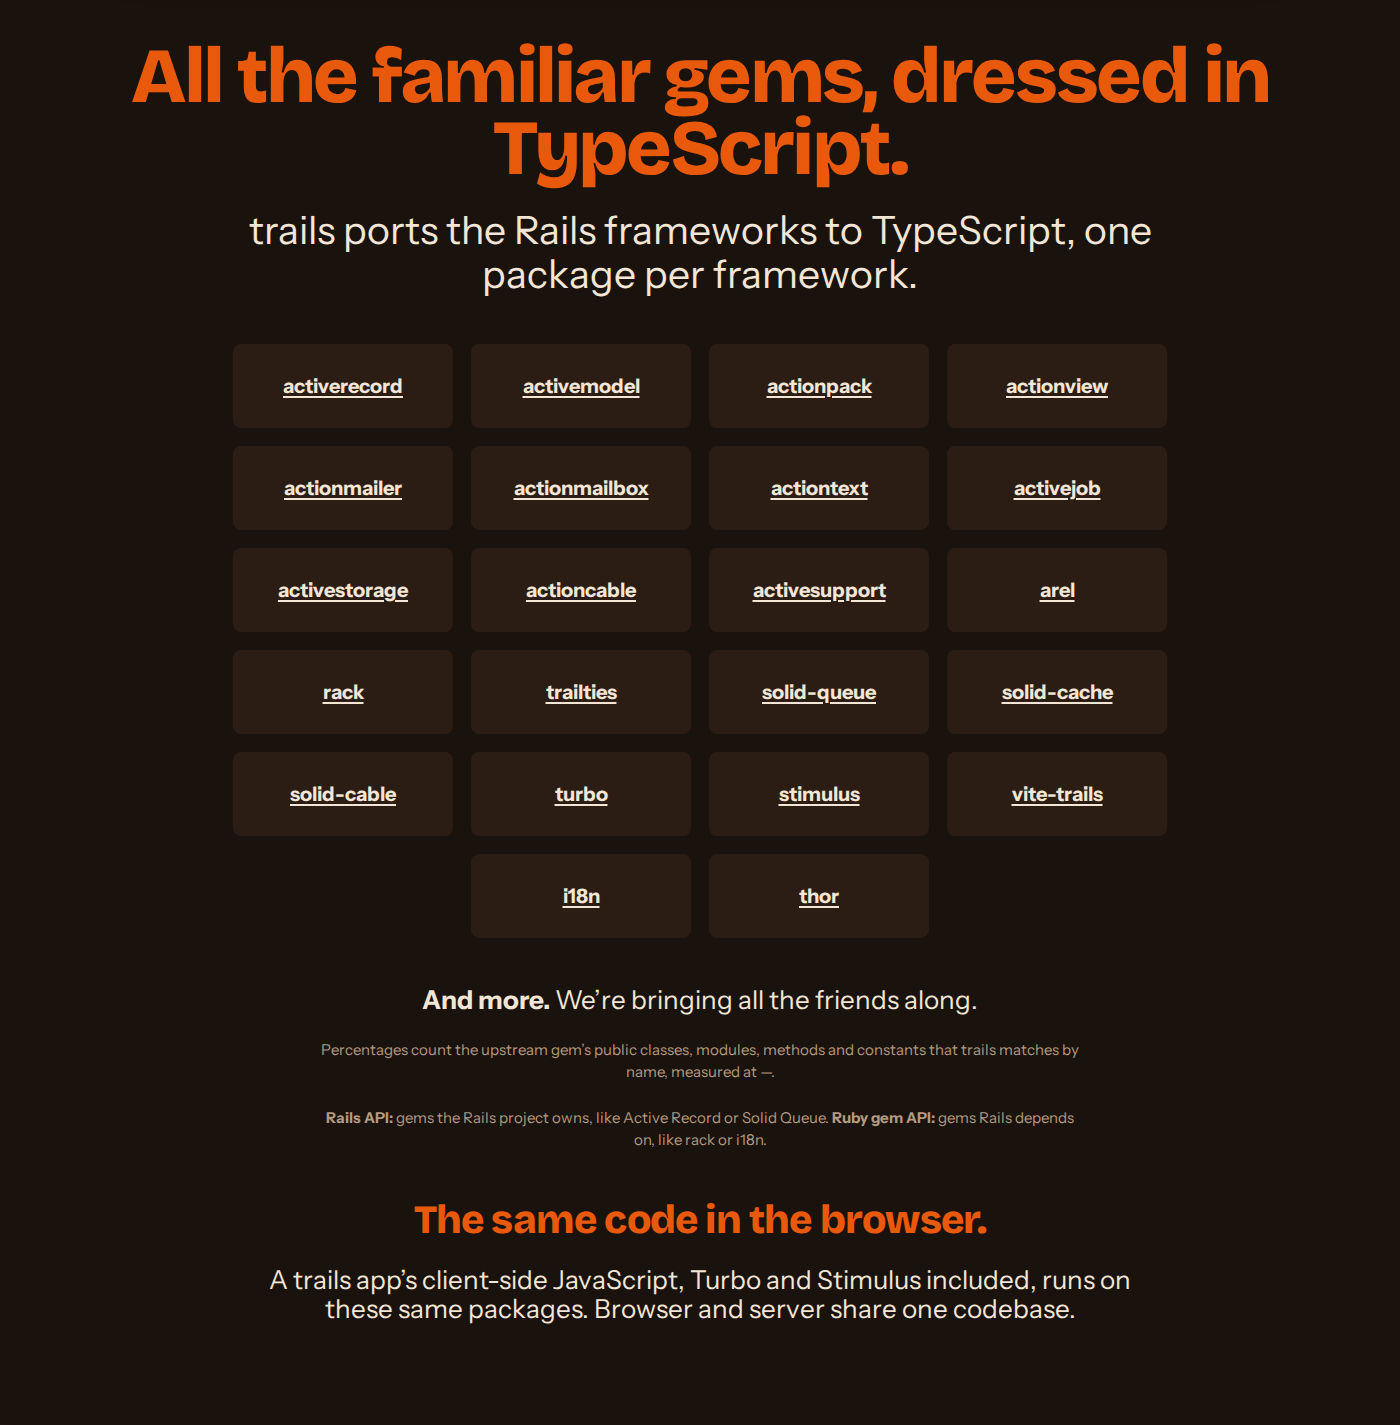 All the familiar gems, dressed in
TypeScript.
trails ports the Rails frameworks to TypeScript, one
package per framework.
activerecord
activemodel
actionpack
actionview
actionmailer
actionmailbox
actiontext
activejob
activestorage
actioncable
activesupport
arel
rack
trailties
solid-queue
solid-cache
solid-cable
turbo
stimulus
vite-trails
i18n
thor
And more. We’re bringing all the friends along.
Percentages count the upstream gem’s public classes, modules, methods and constants that trails matches by
name, measured at —.
Rails API: gems the Rails project owns, like Active Record or Solid Queue. Ruby gem API: gems Rails depends
on, like rack or i18n.
The same code in the browser.
A trails app’s client-side JavaScript, Turbo and Stimulus included, runs on
these same packages. Browser and server share one codebase.